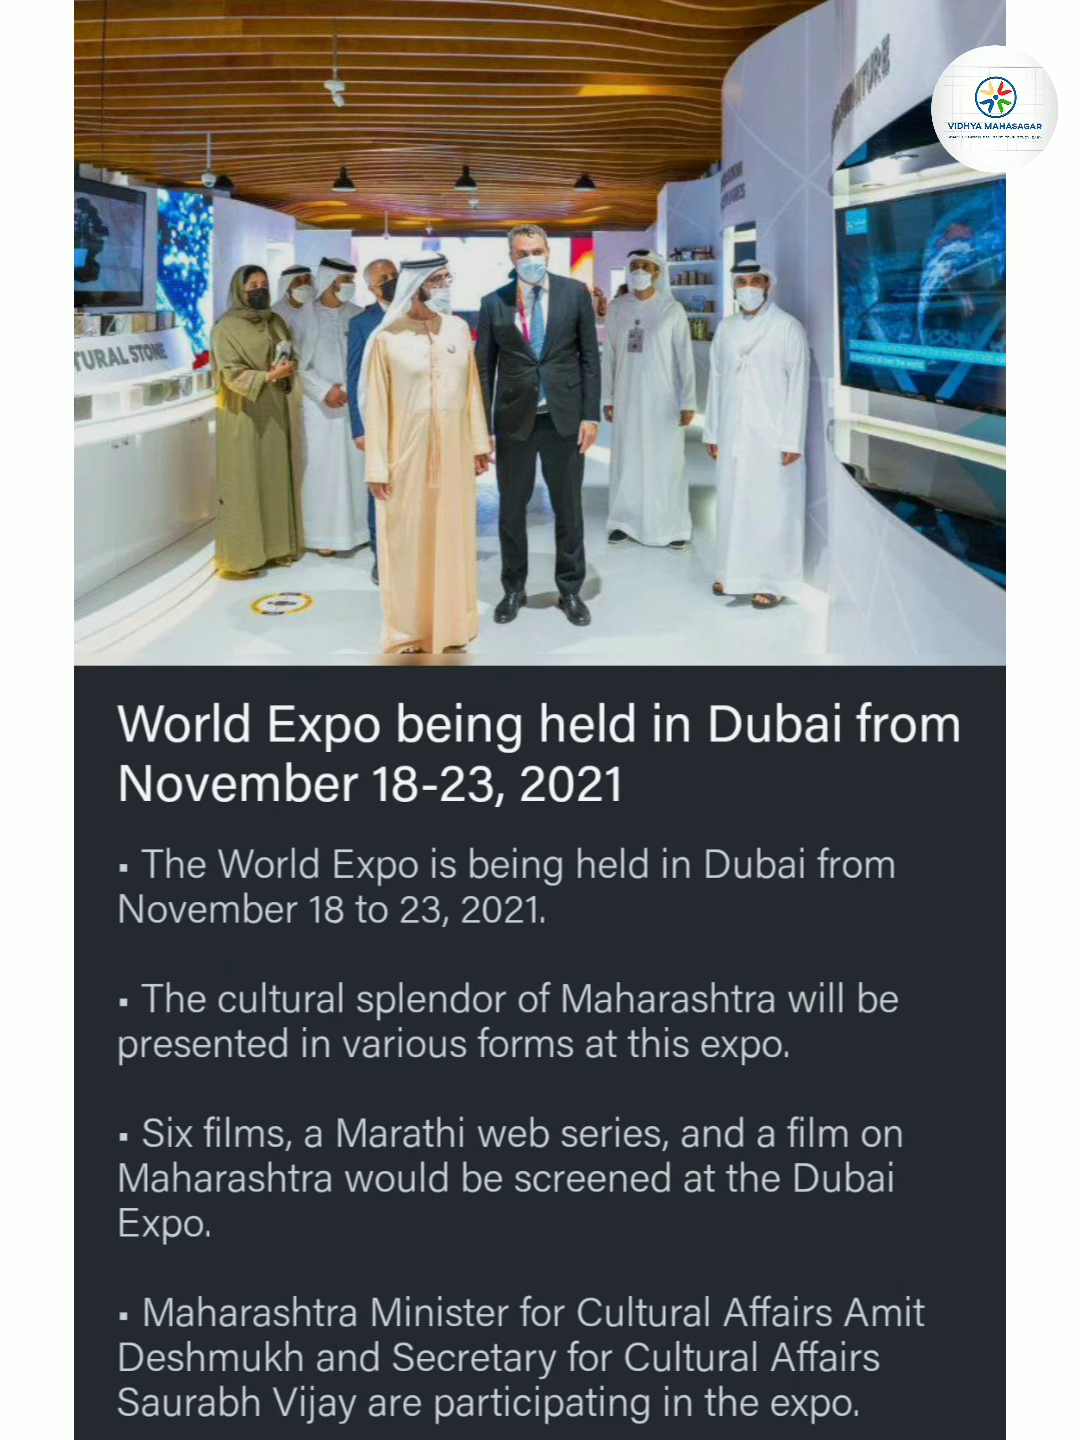 VIDHYA MAHASAGAR
TURAL STONE
World Expo being held in Dubai from
November 18-23, 2021
▪ The World Expo is being held in Dubai from
November 18 to 23, 2021.
▪ The cultural splendor of Maharashtra will be
presented in various forms at this expo.
▪ Six films, a Marathi web series, and a film on
Maharashtra would be screened at the Dubai
Expo.
▪ Maharashtra Minister for Cultural Affairs Amit
Deshmukh and Secretary for Cultural Affairs
Saurabh Vijay are participating in the expo.